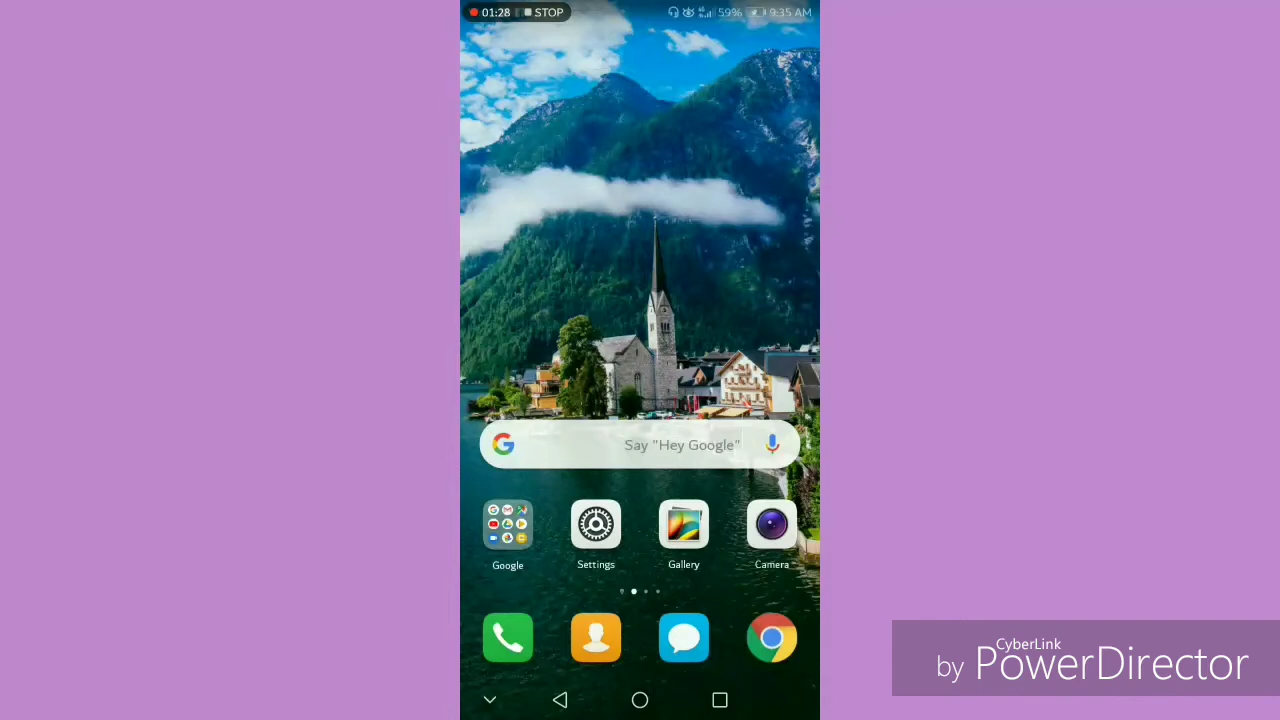 01:28 STOP 59% 9:35 AM
Say "Hey Google"
Google Settings Gallery Camera
CyberLink
by PowerDirector